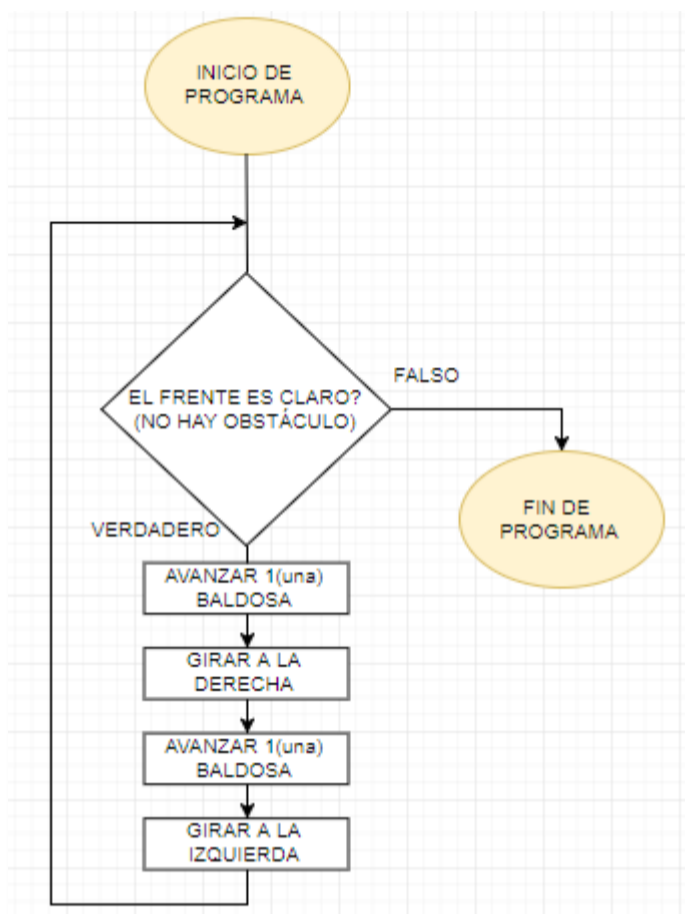 INICIO DE
PROGRAMA
EL FRENTE ES CLARO?
(NO HAY OBSTÁCULO)
FALSO
FIN DE
PROGRAMA
VERDADERO
AVANZAR 1(una)
BALDOSA
GIRAR A LA
DERECHA
AVANZAR 1(una)
BALDOSA
GIRAR A LA
IZQUIERDA